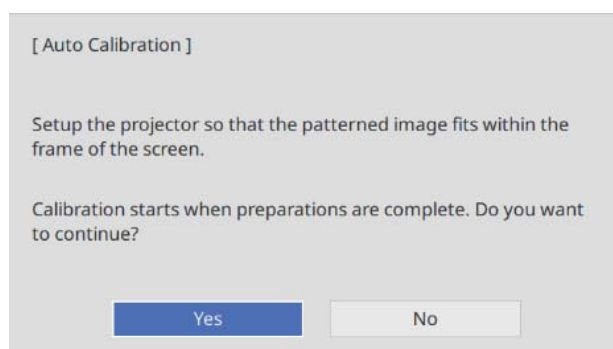 [ Auto Calibration ]
Setup the projector so that the patterned image fits within the
frame of the screen.
Calibration starts when preparations are complete. Do you want
to continue?
Yes
No